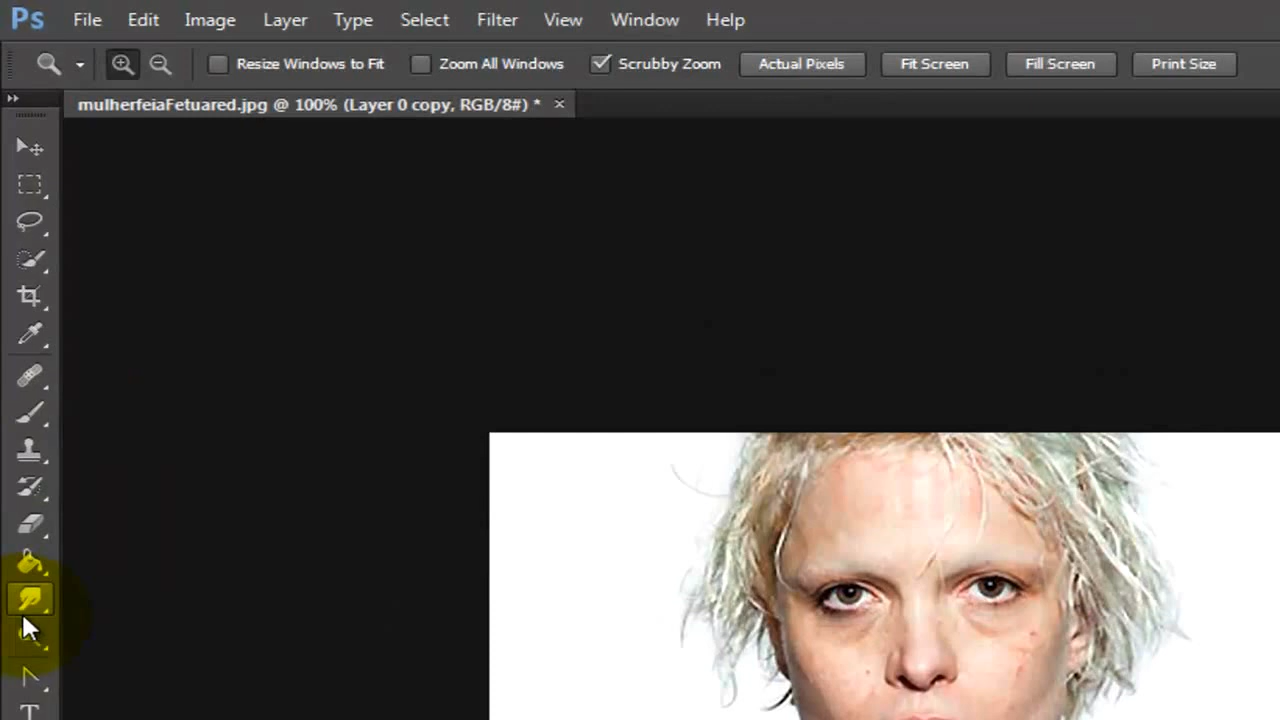 Ps File Edit Image Layer Type Select Filter View Window Help
Resize Windows to Fit Zoom All Windows Scrubby Zoom Actual Pixels Fit Screen Fill Screen Print Size
mulherfeiaFetuared.jpg @ 100% (Layer 0 copy, RGB/8#) * ×
T